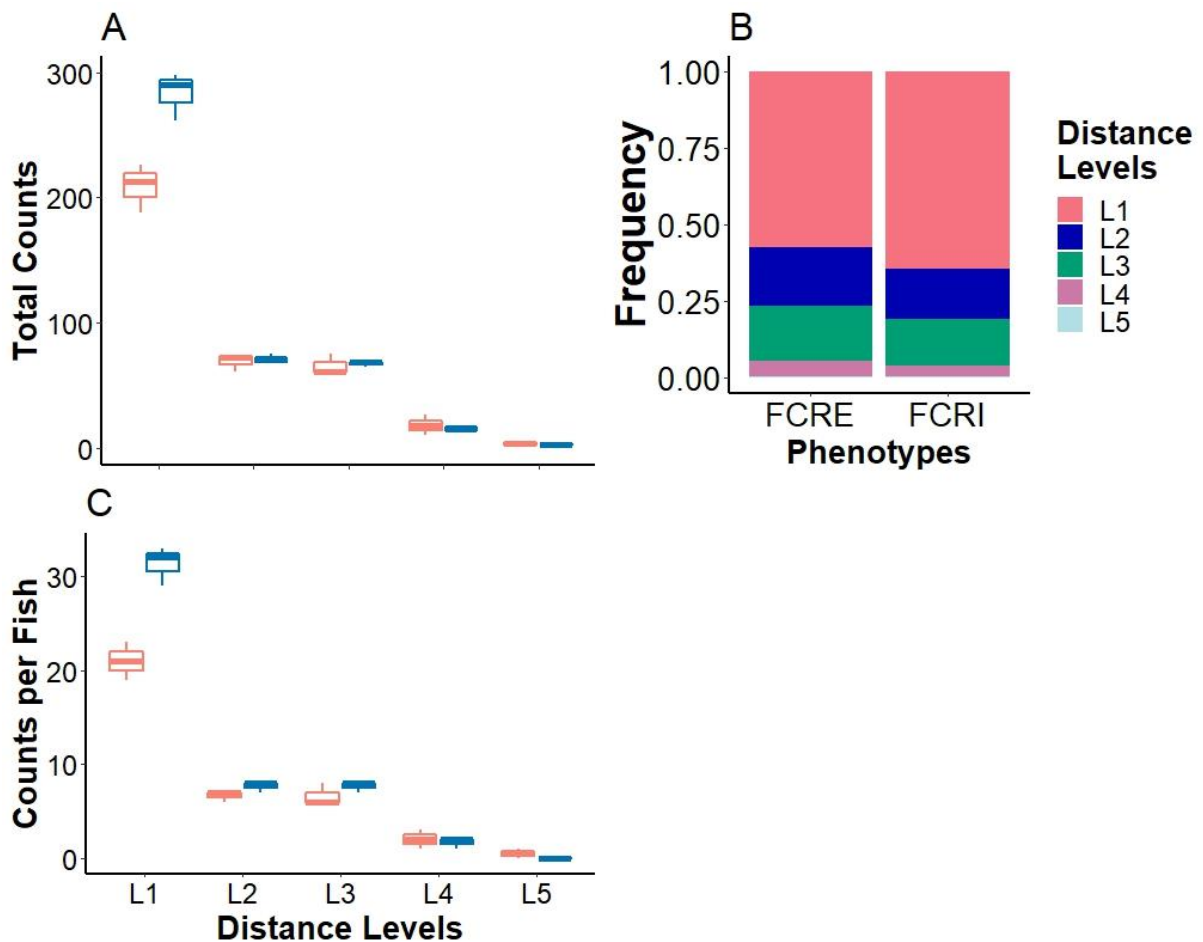 A
Total Counts
300
200
100
0
B
Frequency
1.00
0.75
0.50
0.25
0.00
FCRE FCRI
Phenotypes
Distance
Levels
L1
L2
L3
L4
L5
C
Counts per Fish
30
20
10
0
L1 L2 L3 L4 L5
Distance Levels